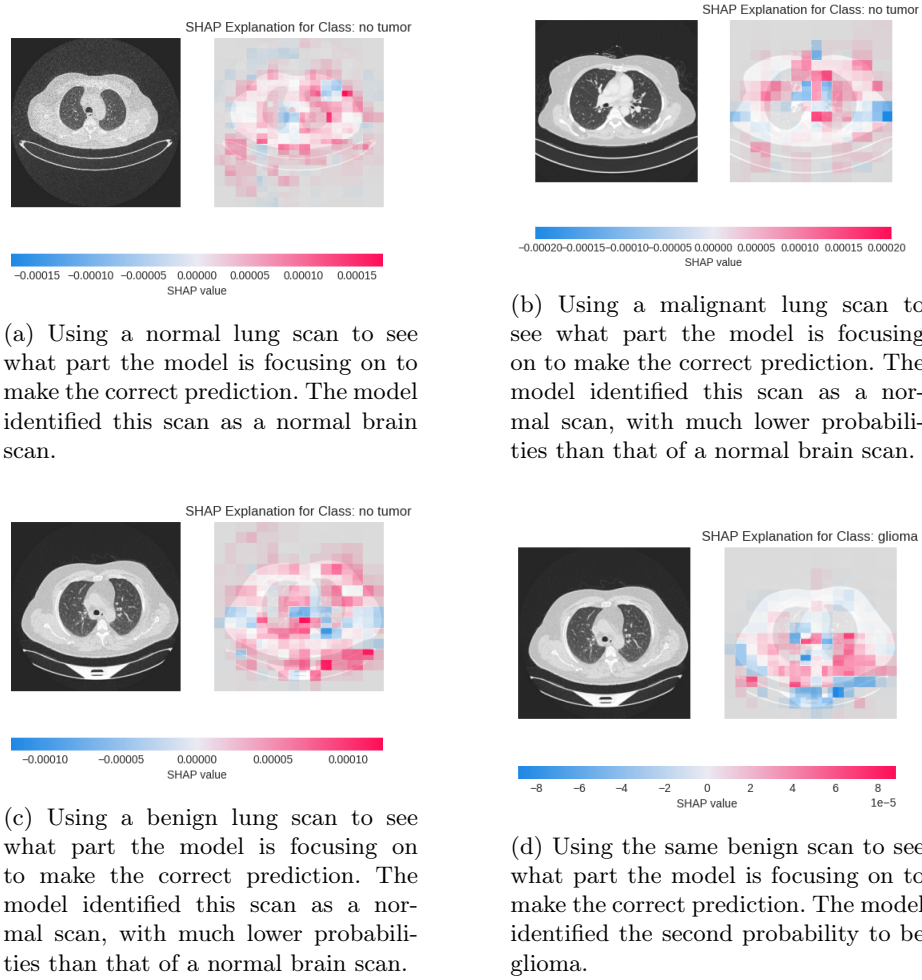 SHAP Explanation for Class: no tumor
−0.00015 −0.00010 −0.00005 0.00000 0.00005 0.00010 0.00015
SHAP value
(a) Using a normal lung scan to see
what part the model is focusing on to
make the correct prediction. The model
identified this scan as a normal brain
scan.
SHAP Explanation for Class: no tumor
−0.00020−0.00015−0.00010−0.00005 0.00000 0.00005 0.00010 0.00015 0.00020
SHAP value
(b) Using a malignant lung scan to
see what part the model is focusing
on to make the correct prediction. The
model identified this scan as a nor-
mal scan, with much lower probabili-
ties than that of a normal brain scan.
SHAP Explanation for Class: no tumor
−0.00010 −0.00005 0.00000 0.00005 0.00010
SHAP value
(c) Using a benign lung scan to see
what part the model is focusing on
to make the correct prediction. The
model identified this scan as a nor-
mal scan, with much lower probabili-
ties than that of a normal brain scan.
SHAP Explanation for Class: glioma
−8 −6 −4 −2 0 2 4 6 8
SHAP value
1e−5
(d) Using the same benign scan to see
what part the model is focusing on to
make the correct prediction. The model
identified the second probability to be
glioma.